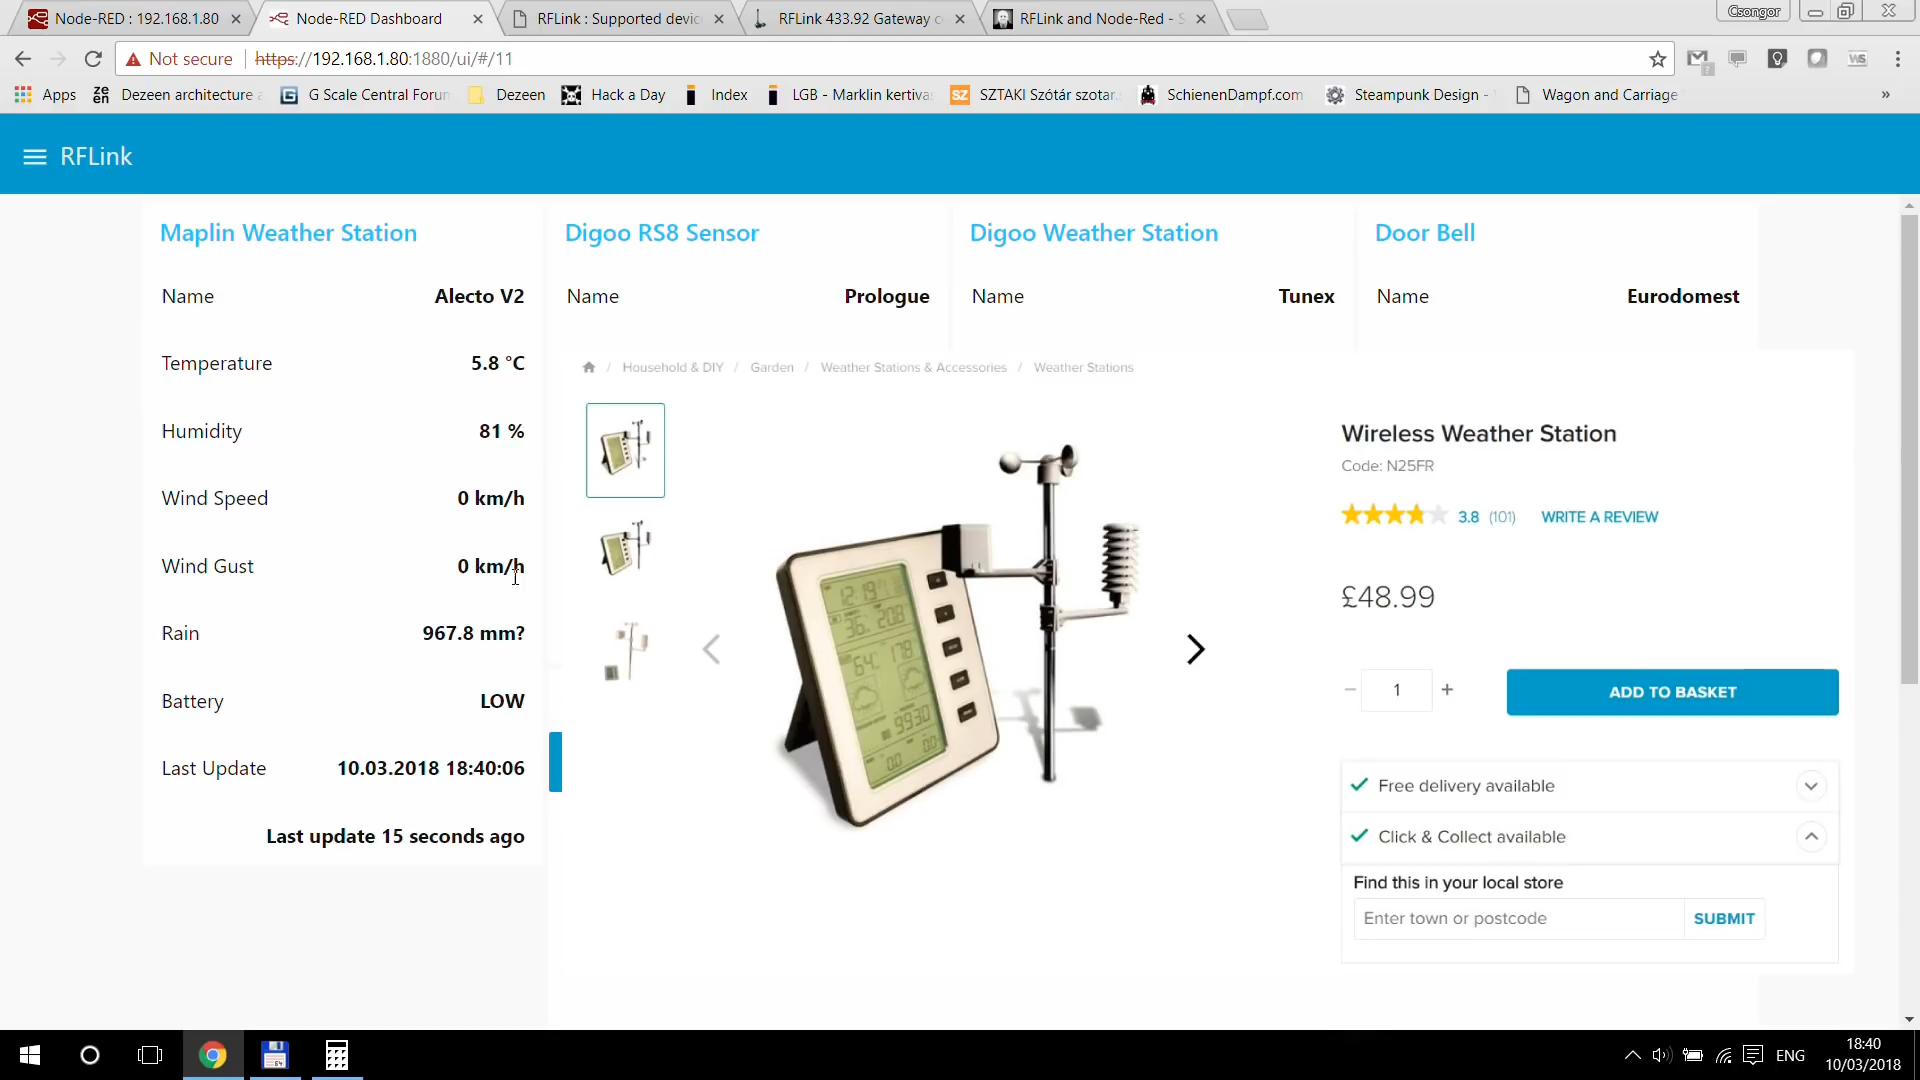 Node-RED : 192.168.1.80
Node-RED Dashboard
RFLink : Supported devic
RFLink 433.92 Gateway c
RFLink and Node-Red - S
Csongor
Not secure
https://192.168.1.80:1880/ui/#/11
Apps
Dezeen architecture
G Scale Central Forum
Dezeen
Hack a Day
Index
LGB - Marklin kertiva
SZTAKI Szótár szotar.
SchienenDampf.com
Steampunk Design -
Wagon and Carriage
RFLink
Maplin Weather Station
Name Alecto V2
Temperature 5.8 °C
Humidity 81 %
Wind Speed 0 km/h
Wind Gust 0 km/h
Rain 967.8 mm?
Battery LOW
Last Update 10.03.2018 18:40:06
Last update 15 seconds ago
Digoo RS8 Sensor
Name Prologue
Digoo Weather Station
Name Tunex
Door Bell
Name Eurodomest
/ Household & DIY / Garden / Weather Stations & Accessories / Weather Stations
Wireless Weather Station
Code: N25FR
3.8 (101) WRITE A REVIEW
£48.99
− 1 +
ADD TO BASKET
Free delivery available
Click & Collect available
Find this in your local store
Enter town or postcode
SUBMIT
ENG
18:40
10/03/2018